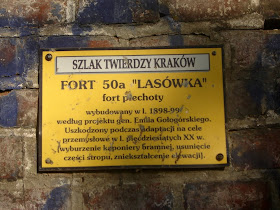 SZLAK TWIERDZY KRAKÓW
FORT 50a "LASÓWKA"
fort piechoty
wybudowany w l. 1898-99
według projektu gen. Emila Gołogórskiego.
Uszkodzony podczas adaptacji na cele
przemysłowe w l. pięćdziesiątych XX w.
(wyburzenie kaponiery bramnej, usunięcie
części stropu, zniekształcenie elewacji).